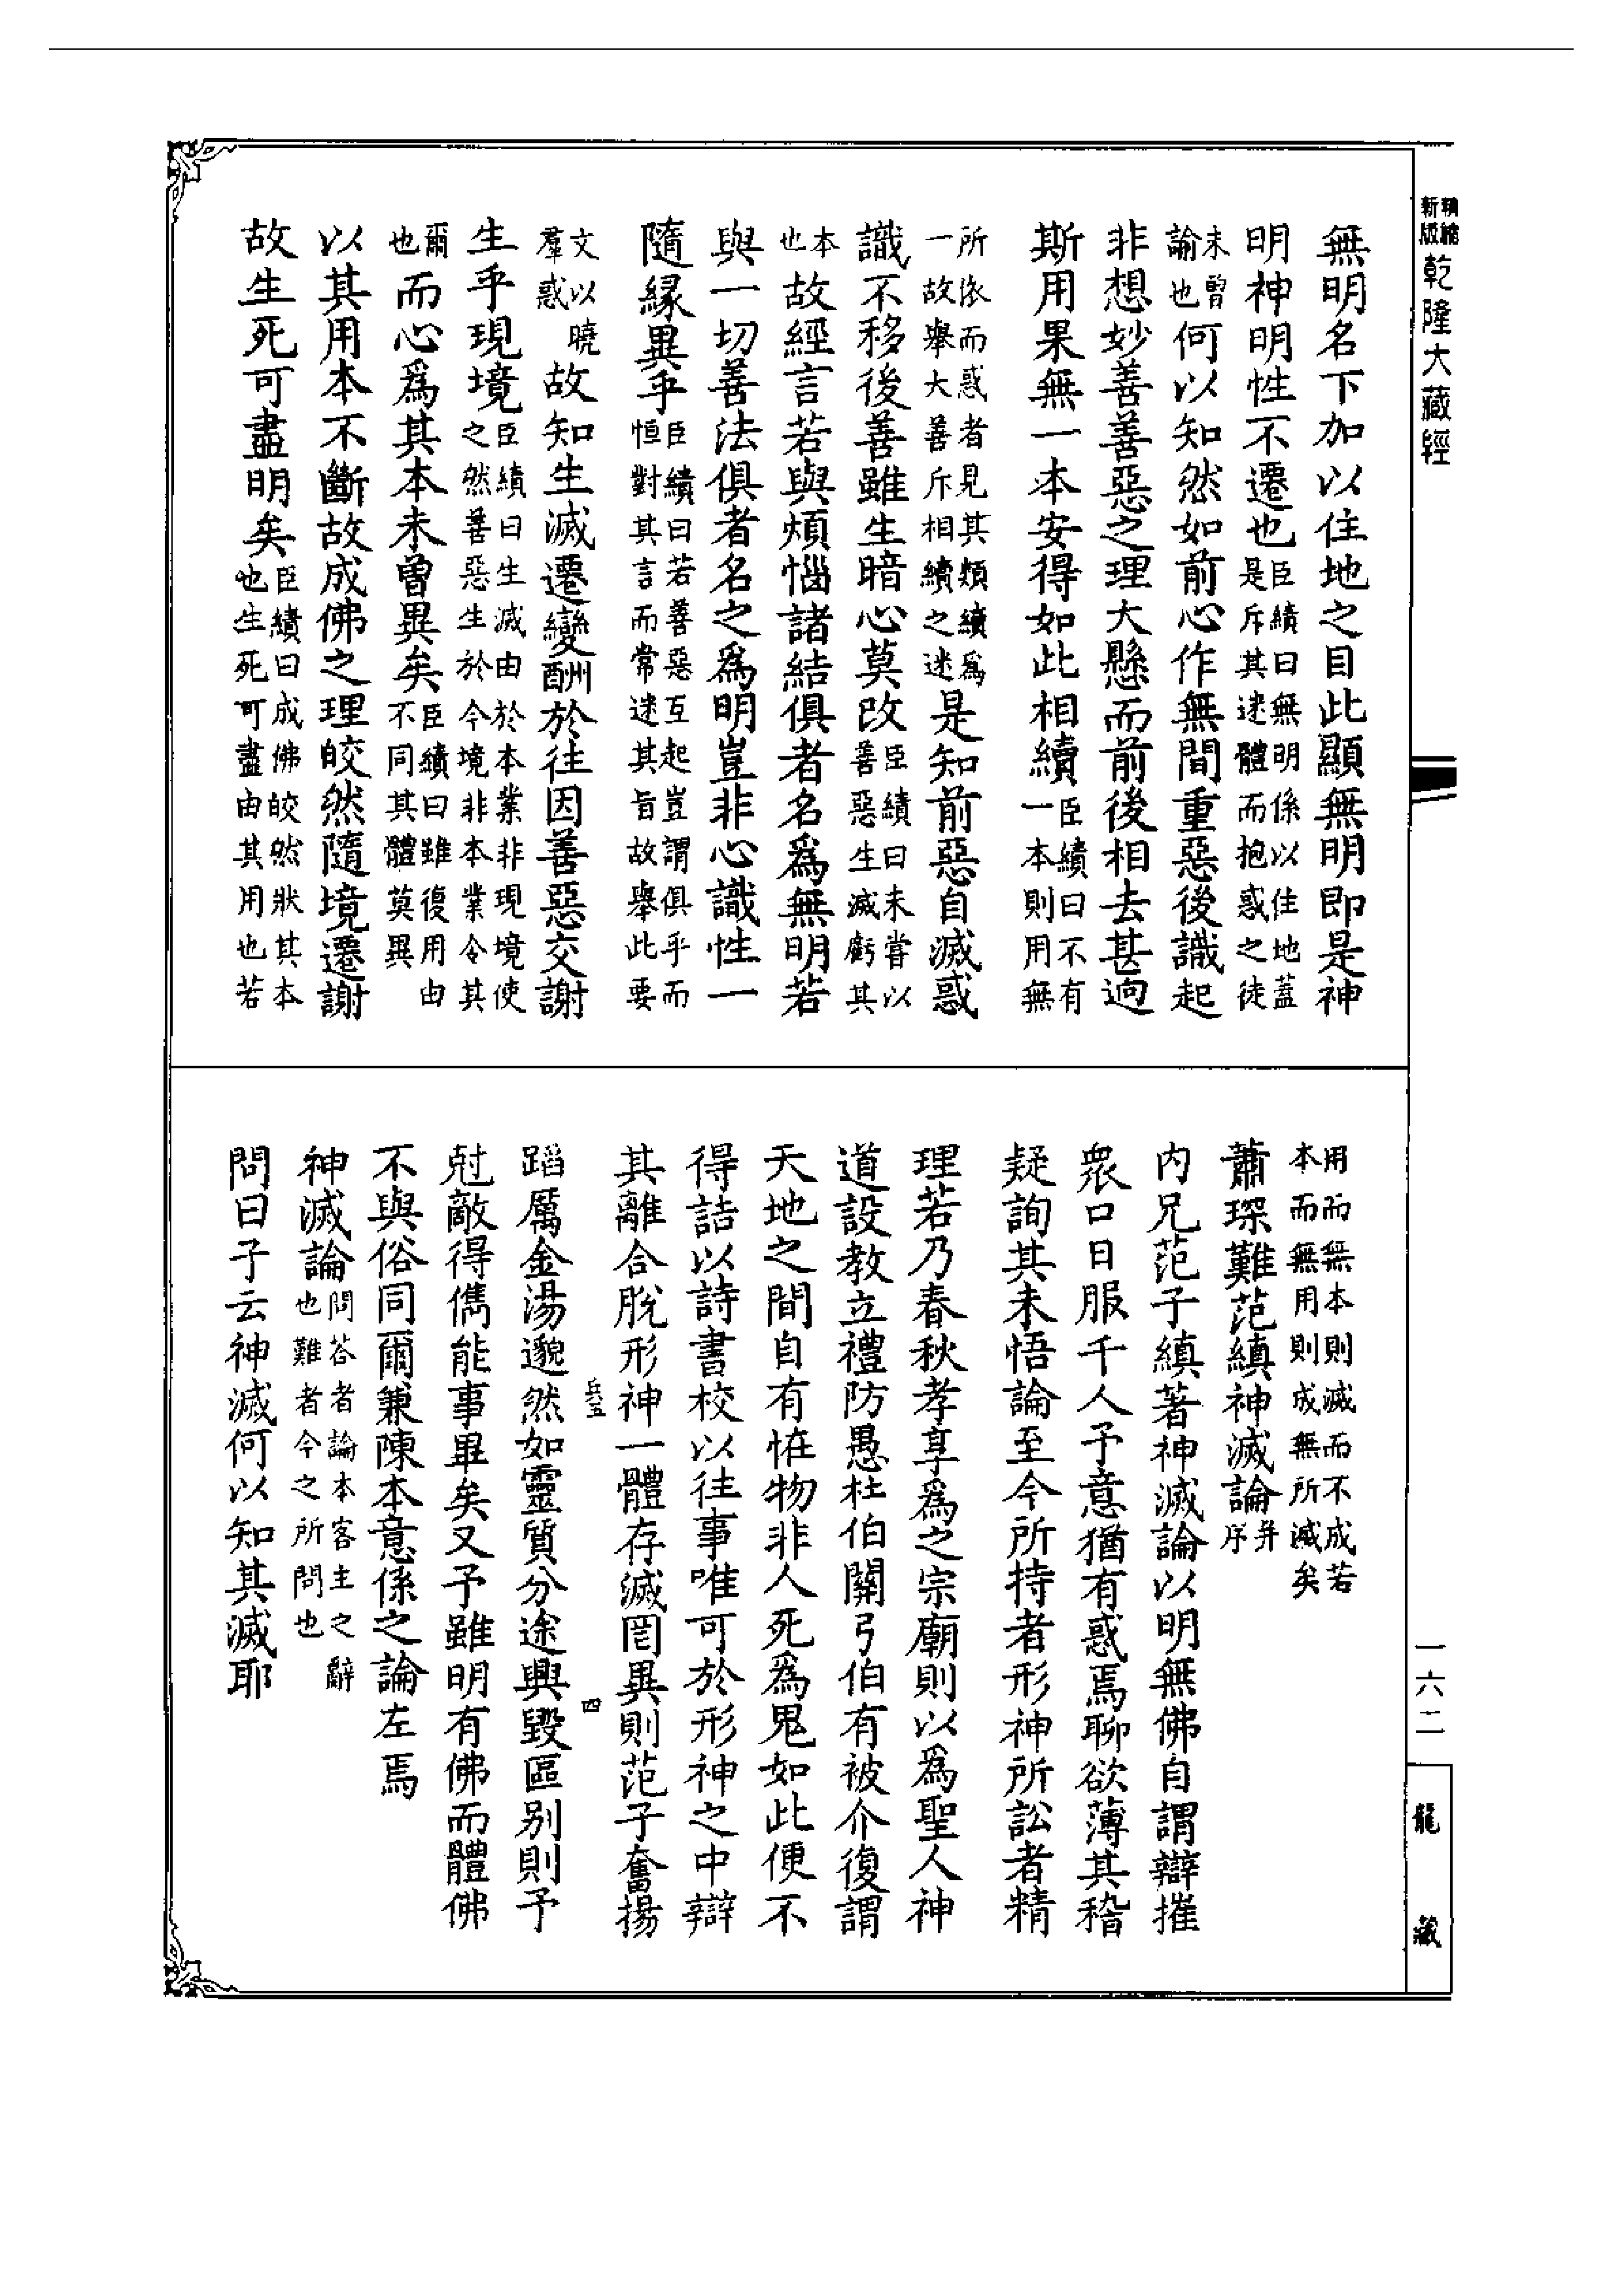 精縮新版乾隆大藏經
無明名下加以住地之目此顯無明即是神
明神明性不遷也臣績曰無明係以住地蓋是斥其迷體而抱惑之徒
未曾論也何以知然如前心作無間重惡後識起
非想妙善善惡之理大懸而前後相去甚逈
斯用果無一本安得如此相續臣績曰不有一本則用無
所依而惑者見其類續為一故舉大善斥相續之迷是知前惡自滅惑
識不移後善雖生暗心莫改臣績曰未甞以善惡生滅虧其
本也故經言若與煩惱諸結俱者名為無明若
與一切善法俱者名之為明豈非心識性一
隨緣異乎臣績曰若善惡互起豈謂俱乎而恒對其言而常迷其旨故舉此要
文以曉羣惑故知生滅遷變酬於往因善惡交謝
生乎現境臣績曰生滅由於本業非現境使之然善惡生於今境非本業令其
爾也而心為其本未曾異矣臣績曰雖復用由不同其體莫異
以其用本不斷故成佛之理皎然隨境遷謝
故生死可盡明矣臣績曰成佛皎然狀其本也生死可盡由其用也若
用而無本則滅而不成若本而無用則成無所滅矣
蕭琛難范縝神滅論并序
内兄范子縝著神滅論以明無佛自謂辯摧
衆口日服千人予意猶有惑焉聊欲薄其稽
疑詢其未悟論至今所持者形神所訟者精
理若乃春秋孝享為之宗廟則以為聖人神
道設教立禮防愚杜伯關弓伯有被介復謂
天地之間自有恠物非人死為鬼如此便不
得詰以詩書校以往事唯可於形神之中辯
其離合脫形神一體存滅罔異則范子奮揚
兵五 四
蹈厲金湯邈然如靈質分途興毀區別則予
尅敵得儁能事畢矣又予雖明有佛而體佛
不與俗同爾兼陳本意係之論左焉
神滅論問荅者論本客主之辭也難者今之所問也
問曰子云神滅何以知其滅耶
一六二
龍藏